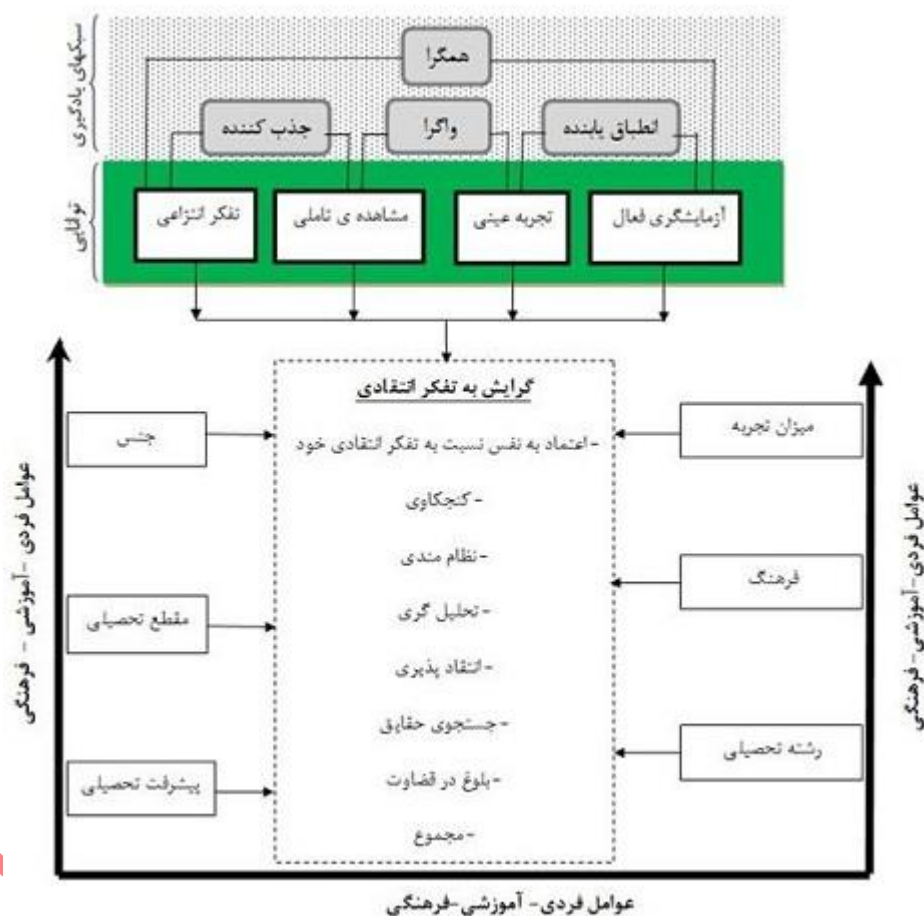 سبکهای یادگیری
همگرا
انطباق یابنده
واگرا
جذب کننده
توانایی
آزمایشگری فعال
تجربه عینی
مشاهده ی تاملی
تفکر انتزاعی
گرایش به تفکر انتقادی
-اعتماد به نفس نسبت به تفکر انتقادی خود
-کنجکاوی
-نظام مندی
-تحلیل گری
-انتقاد پذیری
-جستجوی حقایق
-بلوغ در قضاوت
-مجموع
میزان تجربه
فرهنگ
رشته تحصیلی
جنس
مقطع تحصیلی
پیشرفت تحصیلی
عوامل فردی-آموزشی-فرهنگی
عوامل فردی -آموزشی - فرهنگی
عوامل فردی- آموزشی-فرهنگی